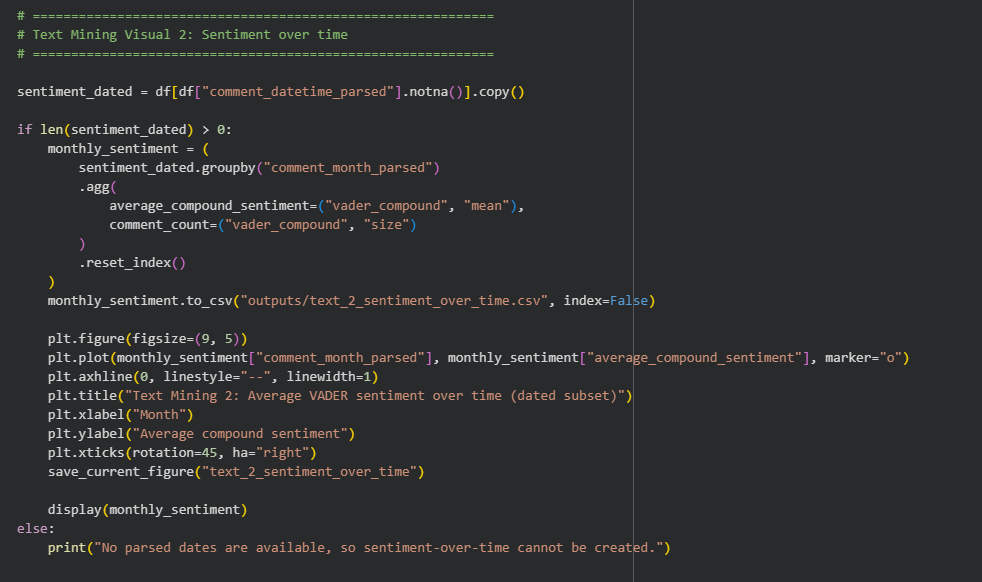 # ============================================================
# Text Mining Visual 2: Sentiment over time
# ============================================================

sentiment_dated = df[df["comment_datetime_parsed"].notna()].copy()

if len(sentiment_dated) > 0:
    monthly_sentiment = (
        sentiment_dated.groupby("comment_month_parsed")
        .agg(
            average_compound_sentiment=("vader_compound", "mean"),
            comment_count=("vader_compound", "size")
        )
        .reset_index()
    )
    monthly_sentiment.to_csv("outputs/text_2_sentiment_over_time.csv", index=False)

    plt.figure(figsize=(9, 5))
    plt.plot(monthly_sentiment["comment_month_parsed"], monthly_sentiment["average_compound_sentiment"], marker="o")
    plt.axhline(0, linestyle="--", linewidth=1)
    plt.title("Text Mining 2: Average VADER sentiment over time (dated subset)")
    plt.xlabel("Month")
    plt.ylabel("Average compound sentiment")
    plt.xticks(rotation=45, ha="right")
    save_current_figure("text_2_sentiment_over_time")

    display(monthly_sentiment)
else:
    print("No parsed dates are available, so sentiment-over-time cannot be created.")